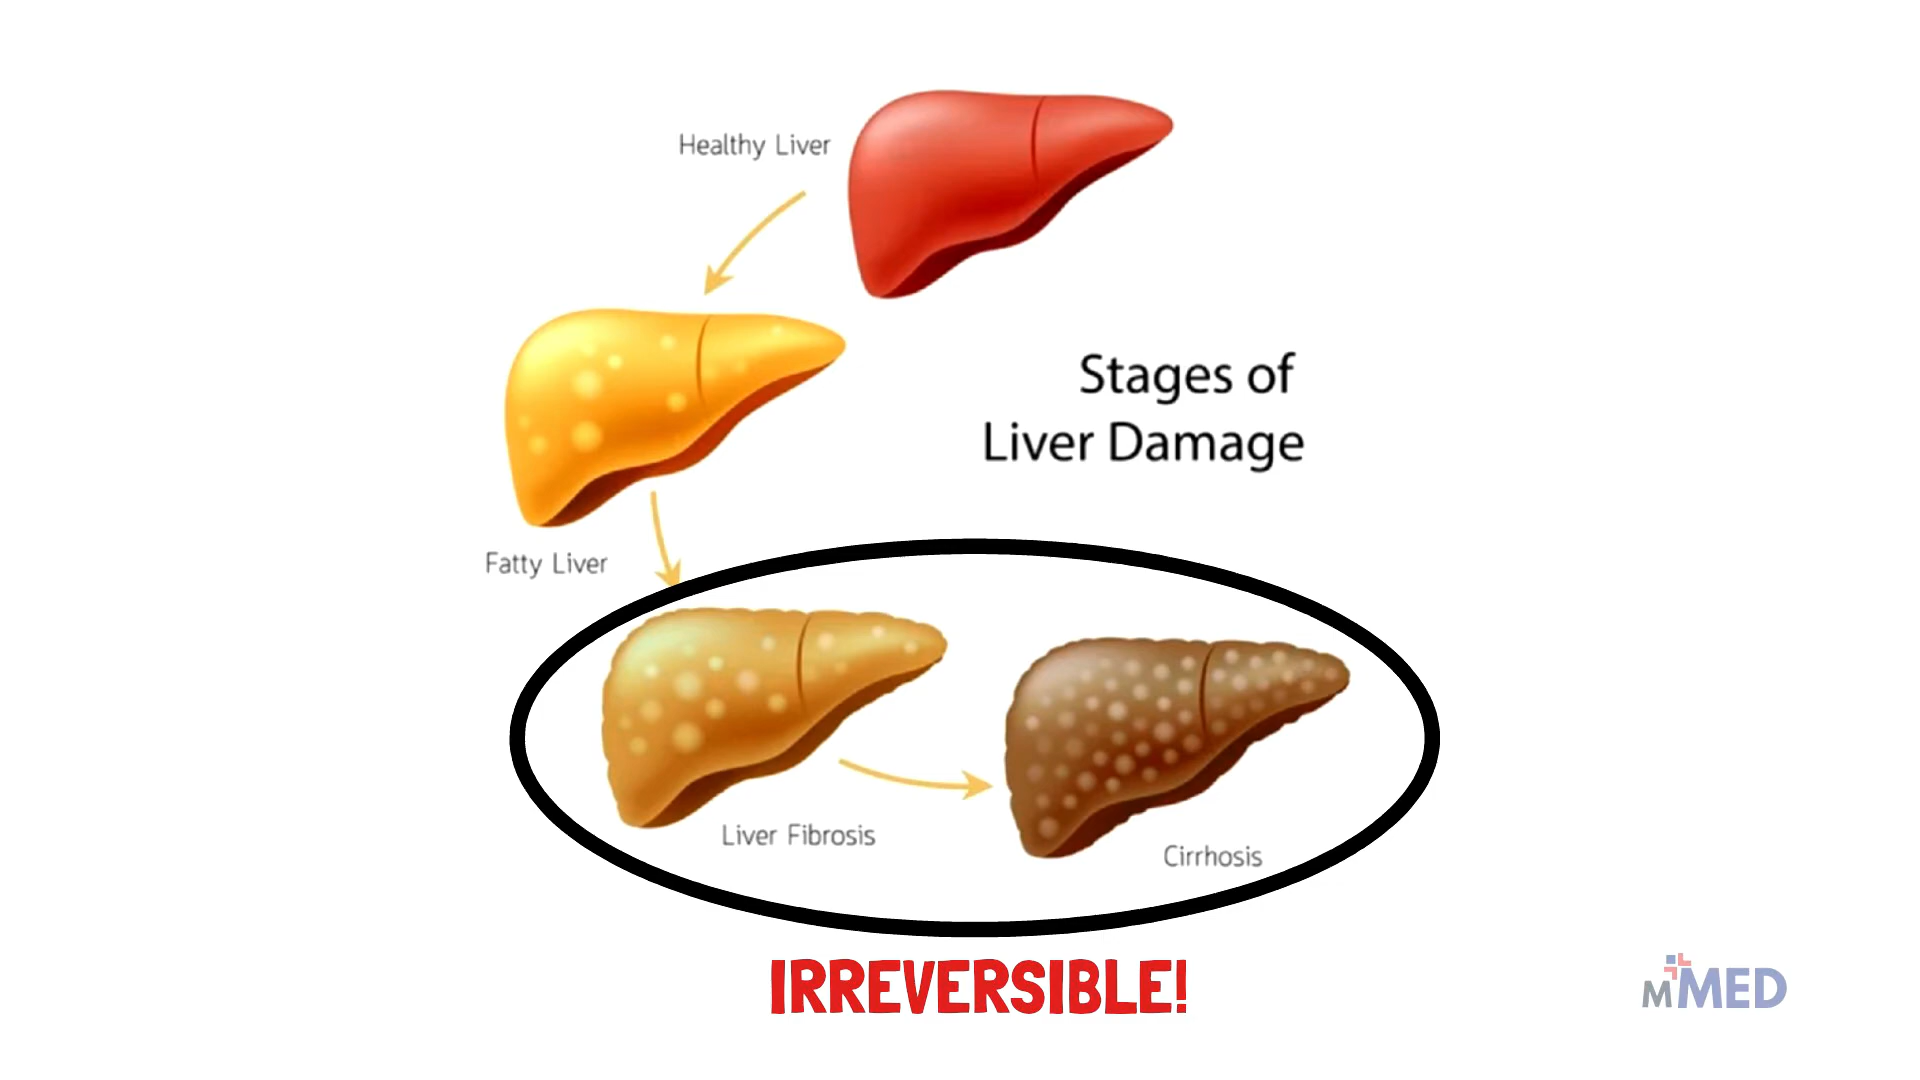 Healthy Liver
Stages of
Liver Damage
Fatty Liver
Liver Fibrosis
Cirrhosis
IRREVERSIBLE!
MMED